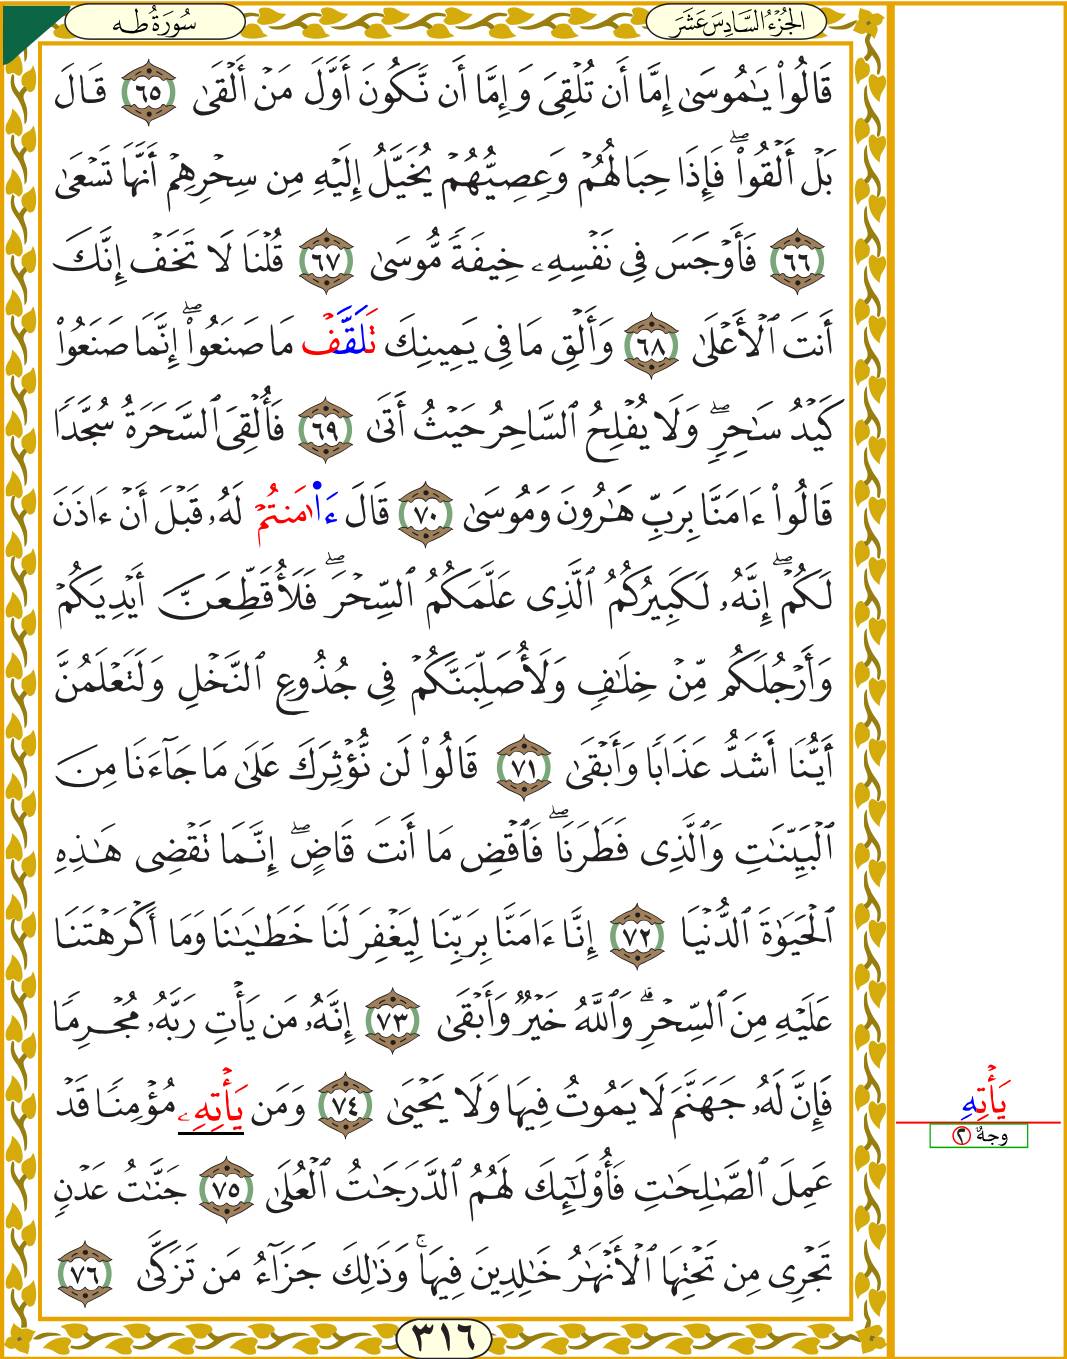 سُورَةُ طه
الجُزْءُ السَّادِسَ عَشَرَ
قَالُواْ يَٰمُوسَىٰٓ إِمَّآ أَن تُلۡقِيَ وَإِمَّآ أَن نَّكُونَ أَوَّلَ مَنۡ أَلۡقَىٰ ٦٥ قَالَ
بَلۡ أَلۡقُواْۖ فَإِذَا حِبَالُهُمۡ وَعِصِيُّهُمۡ يُخَيَّلُ إِلَيۡهِ مِن سِحۡرِهِمۡ أَنَّهَا تَسۡعَىٰ
٦٦ فَأَوۡجَسَ فِي نَفۡسِهِۦ خِيفَةٗ مُّوسَىٰ ٦٧ قُلۡنَا لَا تَخَفۡ إِنَّكَ
أَنتَ ٱلۡأَعۡلَىٰ ٦٨ وَأَلۡقِ مَا فِي يَمِينِكَ تَلَقَّفۡ مَا صَنَعُوٓاْۖ إِنَّمَا صَنَعُواْ
كَيۡدُ سَٰحِرٖۖ وَلَا يُفۡلِحُ ٱلسَّاحِرُ حَيۡثُ أَتَىٰ ٦٩ فَأُلۡقِيَ ٱلسَّحَرَةُ سُجَّدٗا
قَالُوٓاْ ءَامَنَّا بِرَبِّ هَٰرُونَ وَمُوسَىٰ ٧٠ قَالَ ءَا۬مَنتُمۡ لَهُۥ قَبۡلَ أَنۡ ءَاذَنَ
لَكُمۡۖ إِنَّهُۥ لَكَبِيرُكُمُ ٱلَّذِي عَلَّمَكُمُ ٱلسِّحۡرَۖ فَلَأُقَطِّعَنَّ أَيۡدِيَكُمۡ
وَأَرۡجُلَكُم مِّنۡ خِلَٰفٖ وَلَأُصَلِّبَنَّكُمۡ فِي جُذُوعِ ٱلنَّخۡلِ وَلَتَعۡلَمُنَّ
أَيُّنَآ أَشَدُّ عَذَابٗا وَأَبۡقَىٰ ٧١ قَالُواْ لَن نُّؤۡثِرَكَ عَلَىٰ مَا جَآءَنَا مِنَ
ٱلۡبَيِّنَٰتِ وَٱلَّذِي فَطَرَنَاۖ فَٱقۡضِ مَآ أَنتَ قَاضٍۖ إِنَّمَا تَقۡضِي هَٰذِهِ
ٱلۡحَيَوٰةَ ٱلدُّنۡيَآ ٧٢ إِنَّآ ءَامَنَّا بِرَبِّنَا لِيَغۡفِرَ لَنَا خَطَٰيَٰنَا وَمَآ أَكۡرَهۡتَنَا
عَلَيۡهِ مِنَ ٱلسِّحۡرِۗ وَٱللَّهُ خَيۡرٞ وَأَبۡقَىٰٓ ٧٣ إِنَّهُۥ مَن يَأۡتِ رَبَّهُۥ مُجۡرِمٗا
فَإِنَّ لَهُۥ جَهَنَّمَ لَا يَمُوتُ فِيهَا وَلَا يَحۡيَىٰ ٧٤ وَمَن يَأۡتِهِۦ مُؤۡمِنٗا قَدۡ
عَمِلَ ٱلصَّٰلِحَٰتِ فَأُوْلَٰٓئِكَ لَهُمُ ٱلدَّرَجَٰتُ ٱلۡعُلَىٰ ٧٥ جَنَّٰتُ عَدۡنٖ
تَجۡرِي مِن تَحۡتِهَا ٱلۡأَنۡهَٰرُ خَٰلِدِينَ فِيهَاۚ وَذَٰلِكَ جَزَآءُ مَن تَزَكَّىٰ ٧٦
يَأۡتِهِ
وجهٌ ٢
٣١٦